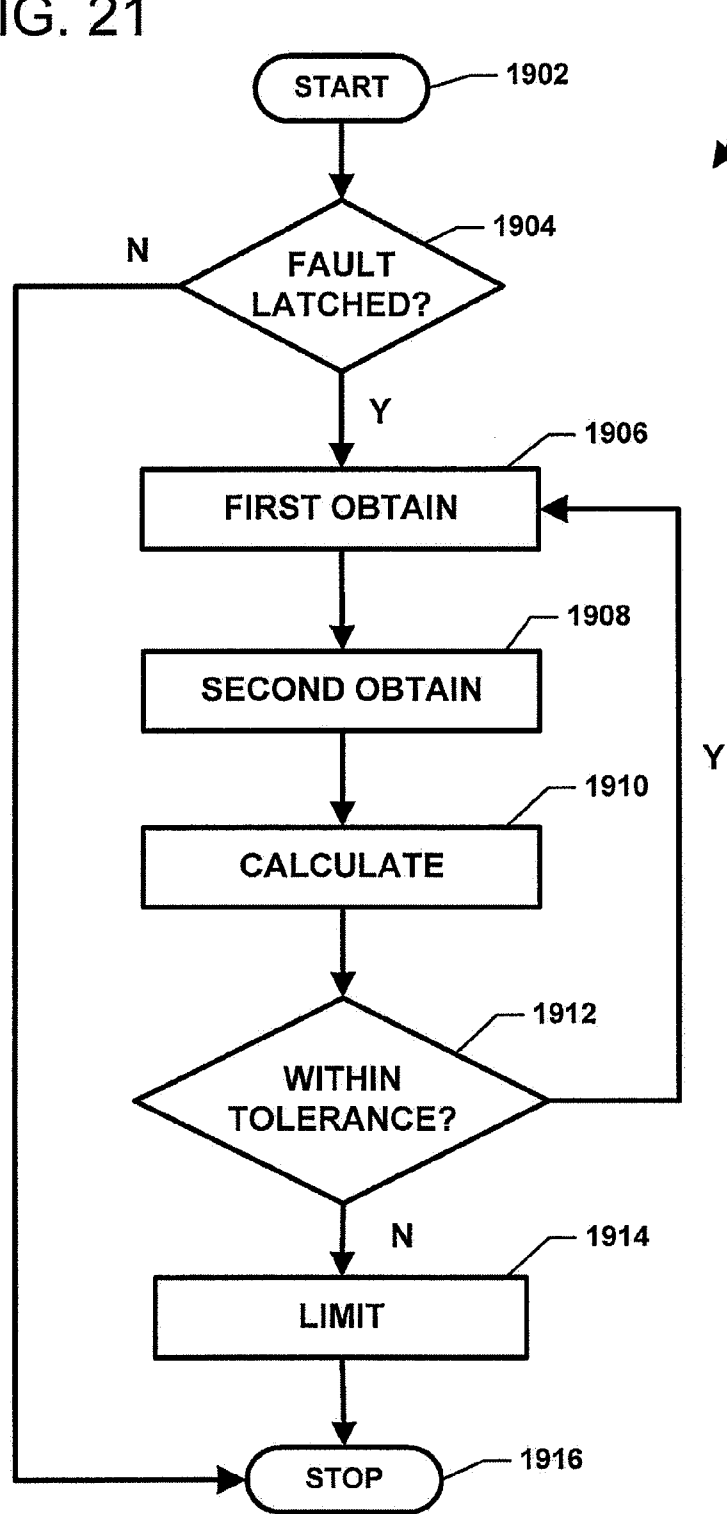 IG. 21
START
1902
1904
N
FAULT
LATCHED?
Y
1906
FIRST OBTAIN
1908
SECOND OBTAIN
Y
1910
CALCULATE
1912
WITHIN
TOLERANCE?
N
1914
LIMIT
1916
STOP